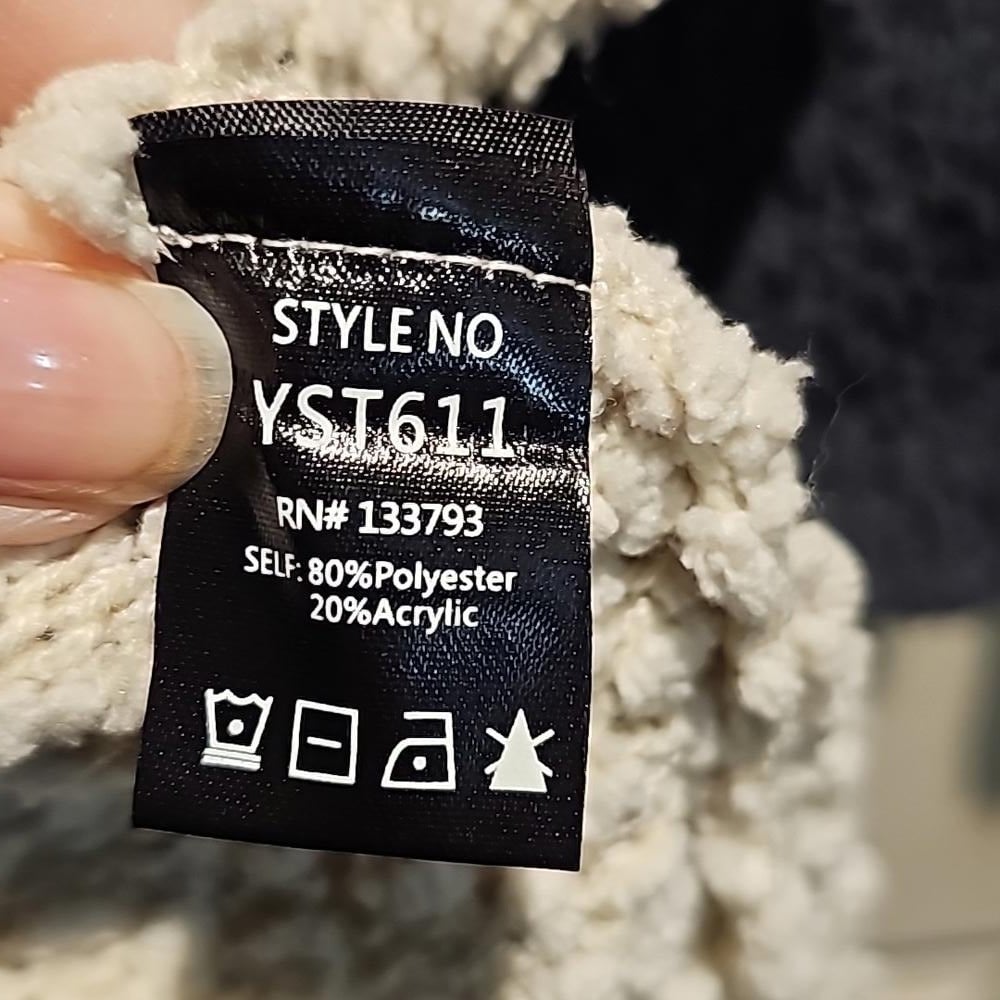 STYLE NO
YST611
RN# 133793
SELF: 80%Polyester
20%Acrylic